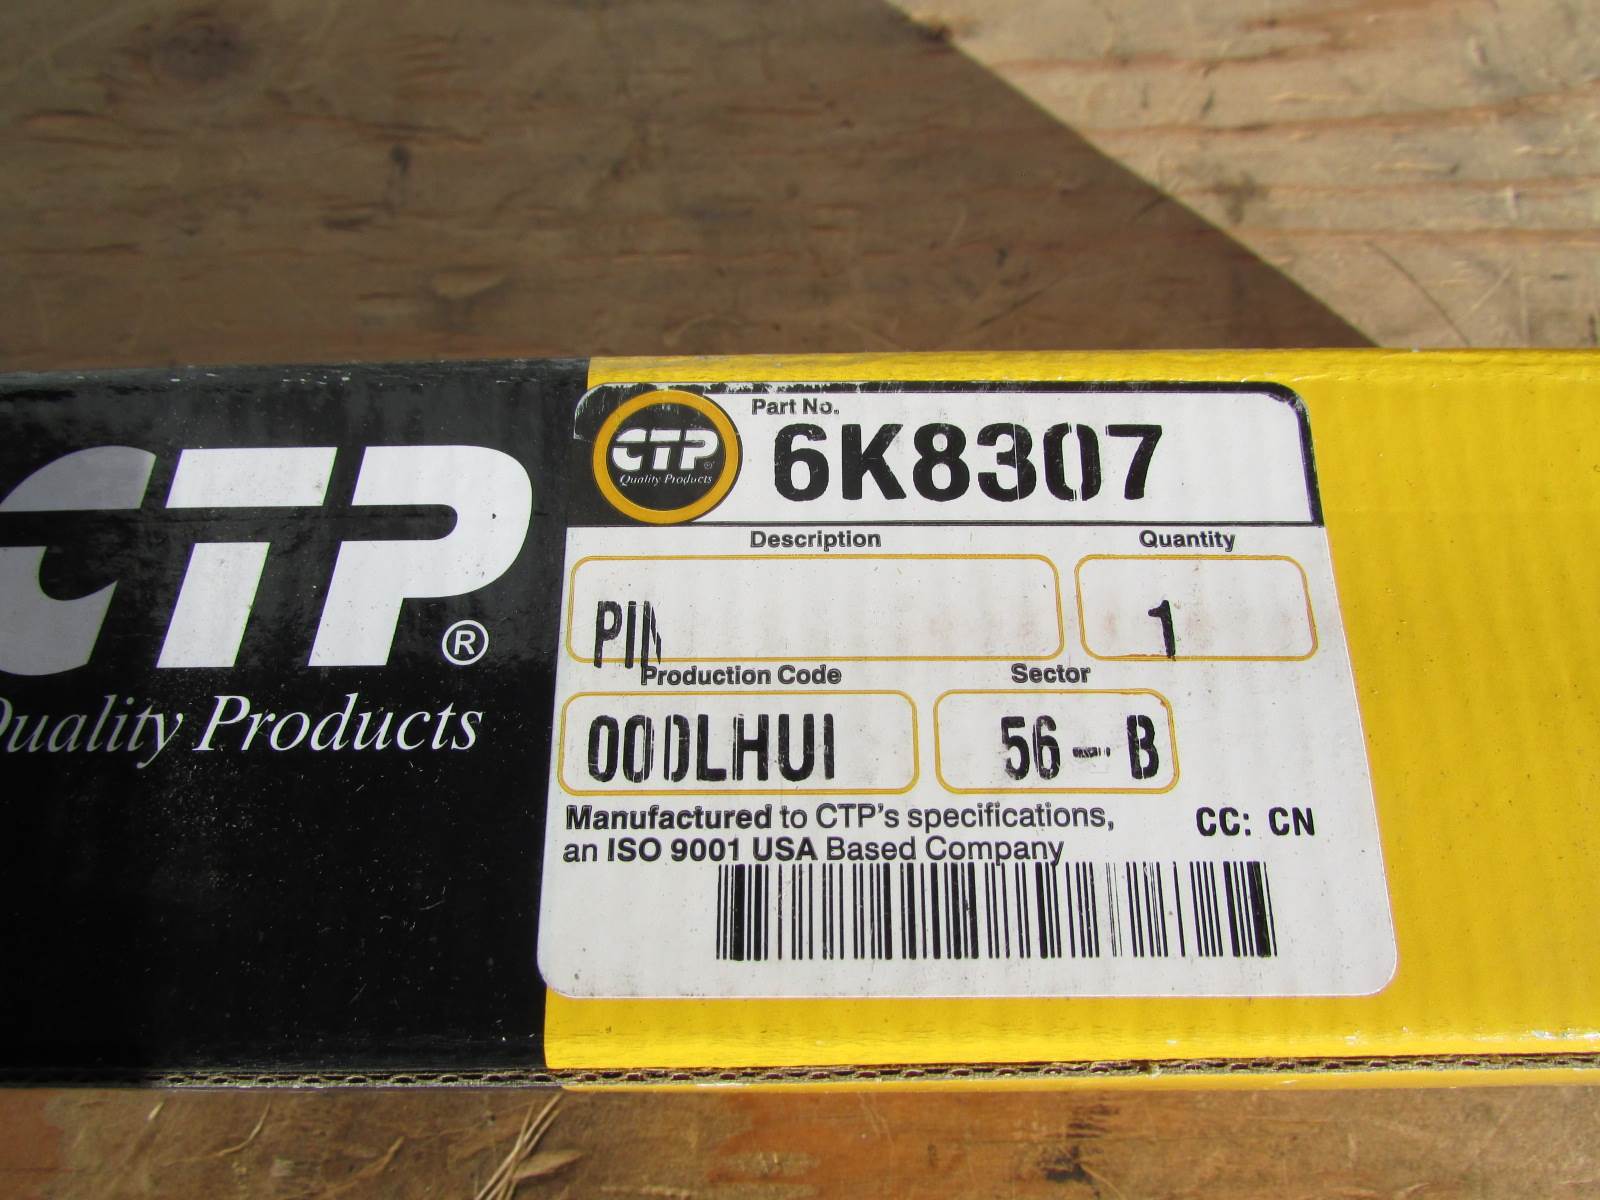 CTP®
Quality Products
CTP®
Quality Products
Part No.
6K8307
Description
Quantity
PIN
1
Production Code
Sector
000LHUI
56-B
Manufactured to CTP's specifications,
an ISO 9001 USA Based Company
CC: CN